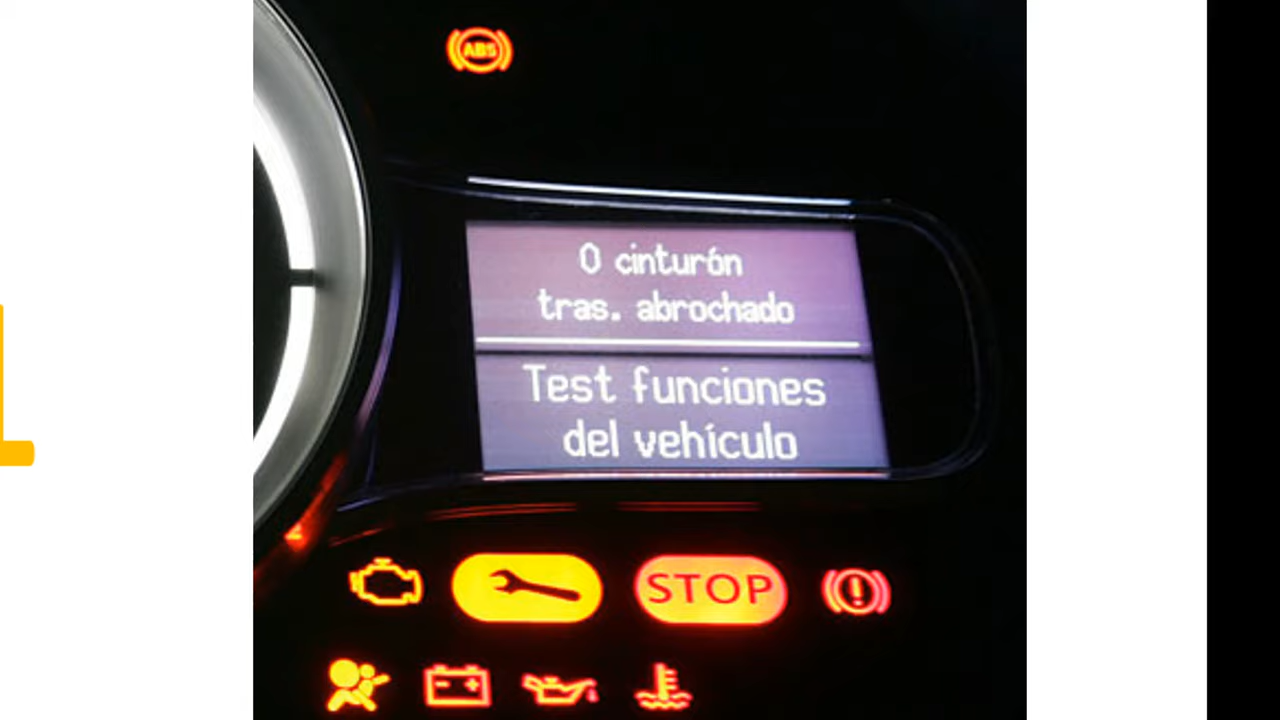 ABS
0 cinturón
tras. abrochado
Test funciones
del vehículo
STOP